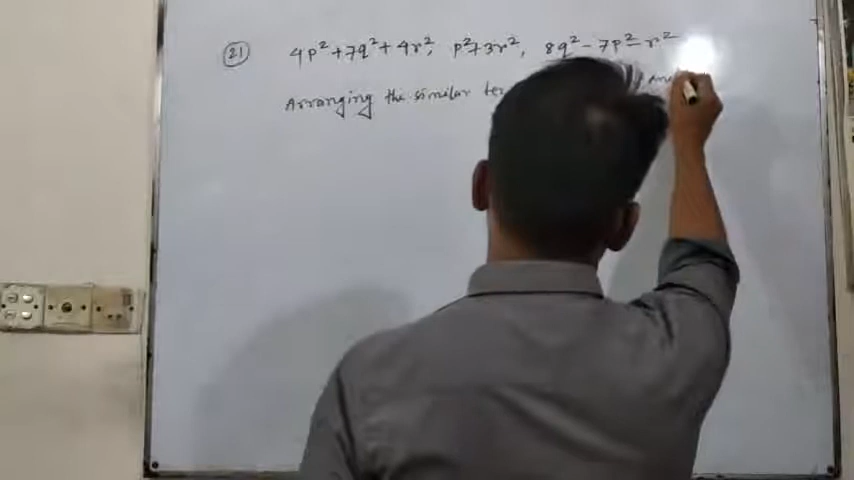 (21) 4p²+7q²+4r², p²+3r², 8q²-7p²-r²
Arranging the similar